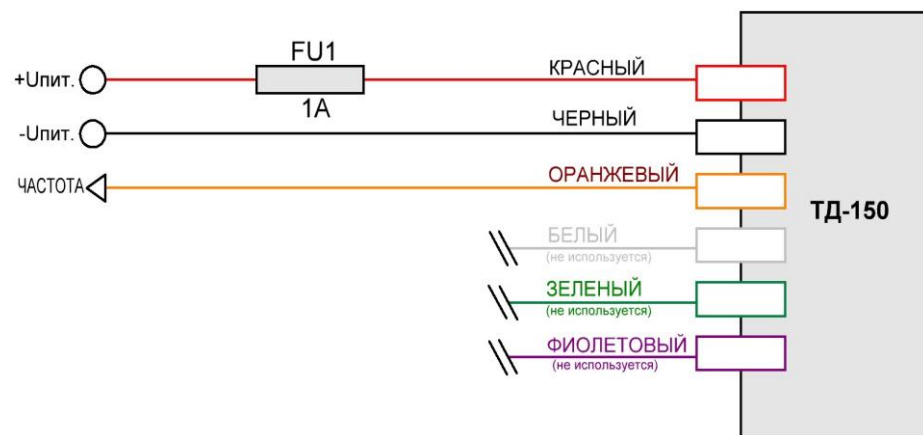 FU1
+Uпит.
КРАСНЫЙ
1А
-Uпит.
ЧЕРНЫЙ
ЧАСТОТА
ОРАНЖЕВЫЙ
ТД-150
БЕЛЫЙ
(не используется)
ЗЕЛЕНЫЙ
(не используется)
ФИОЛЕТОВЫЙ
(не используется)